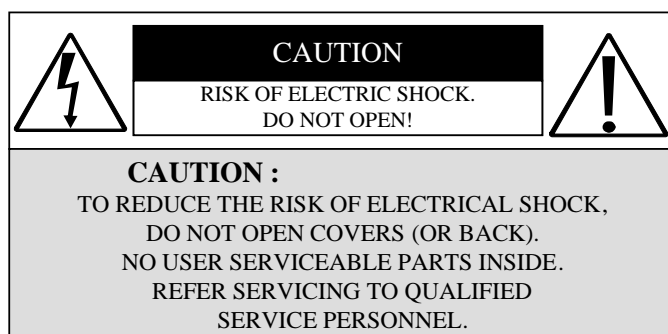 CAUTION
RISK OF ELECTRIC SHOCK.
DO NOT OPEN!
CAUTION :
TO REDUCE THE RISK OF ELECTRICAL SHOCK,
DO NOT OPEN COVERS (OR BACK).
NO USER SERVICEABLE PARTS INSIDE.
REFER SERVICING TO QUALIFIED
SERVICE PERSONNEL.